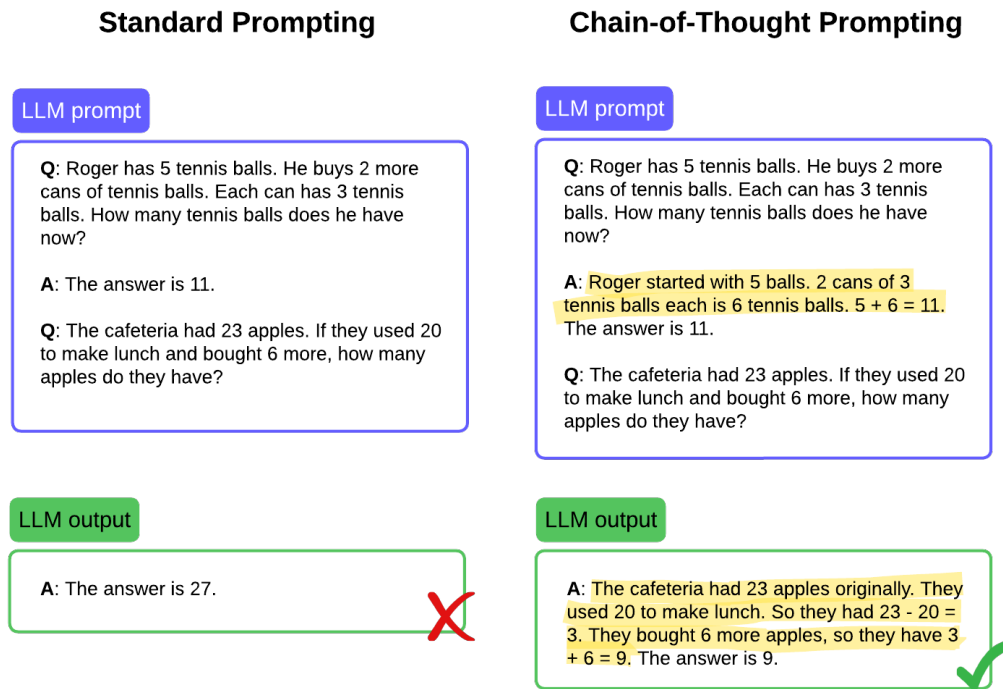 Standard Prompting
LLM prompt
Q: Roger has 5 tennis balls. He buys 2 more
cans of tennis balls. Each can has 3 tennis
balls. How many tennis balls does he have
now?
A: The answer is 11.
Q: The cafeteria had 23 apples. If they used 20
to make lunch and bought 6 more, how many
apples do they have?
LLM output
A: The answer is 27.
Chain-of-Thought Prompting
LLM prompt
Q: Roger has 5 tennis balls. He buys 2 more
cans of tennis balls. Each can has 3 tennis
balls. How many tennis balls does he have
now?
A: Roger started with 5 balls. 2 cans of 3
tennis balls each is 6 tennis balls. 5 + 6 = 11.
The answer is 11.
Q: The cafeteria had 23 apples. If they used 20
to make lunch and bought 6 more, how many
apples do they have?
LLM output
A: The cafeteria had 23 apples originally. They
used 20 to make lunch. So they had 23 - 20 =
3. They bought 6 more apples, so they have 3
+ 6 = 9. The answer is 9.